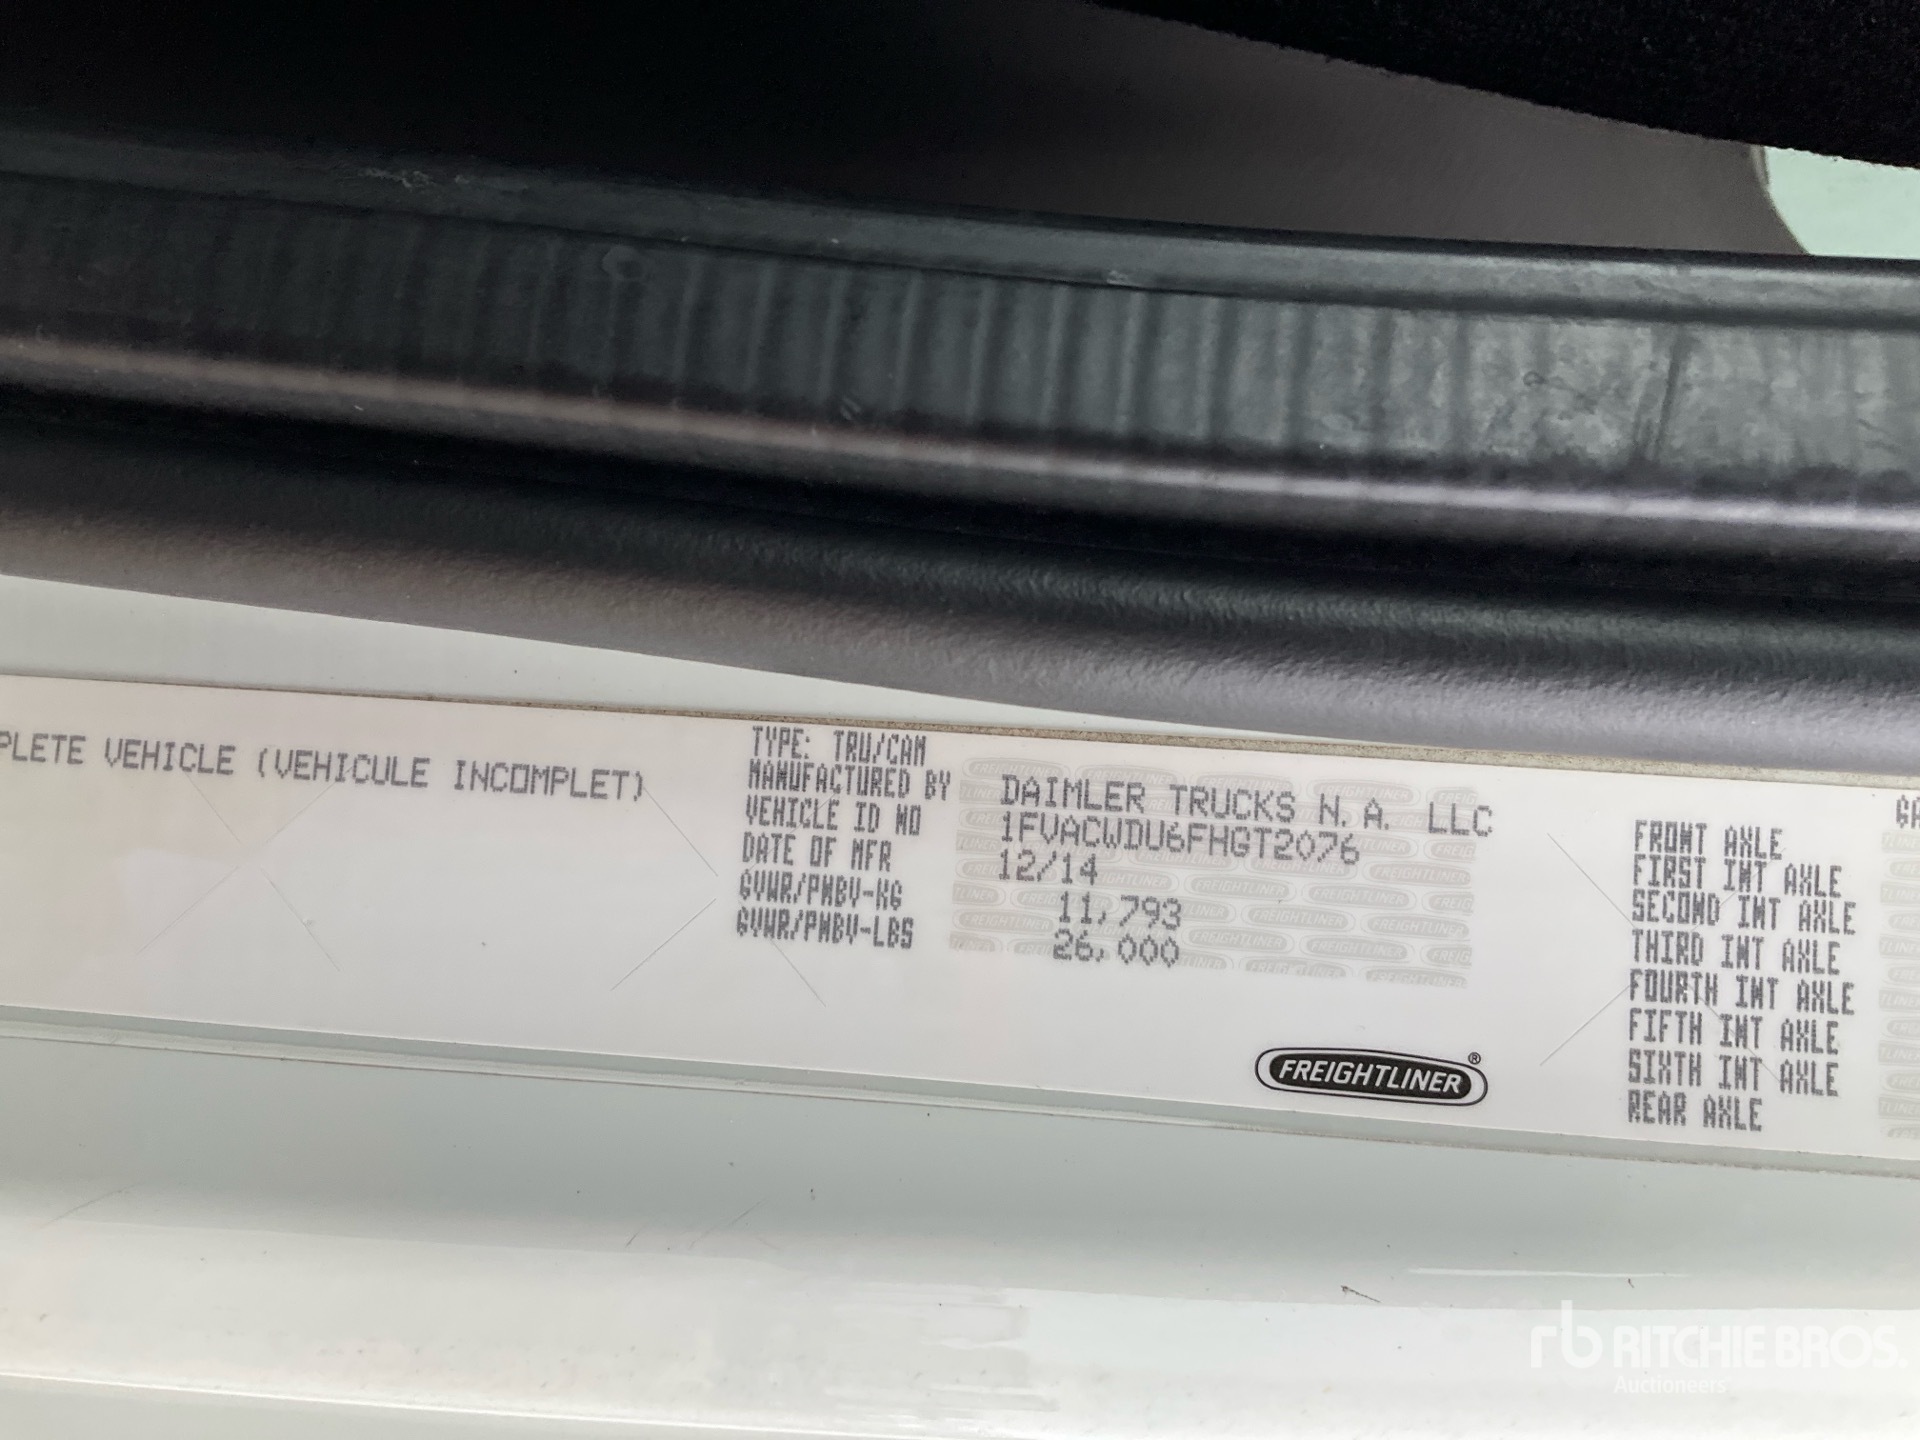 PLETE VEHICLE (VEHICULE INCOMPLET)
TYPE: TRU/CAM
MANUFACTURED BY DAIMLER TRUCKS N. A. LLC
VEHICLE ID NO 1FVACWDU6FHGT2076
DATE OF MFR 12/14
GVWR/PNBV-KG 11,793
GVWR/PNBV-LBS 26,000
FREIGHTLINER®
FRONT AXLE
FIRST INT AXLE
SECOND INT AXLE
THIRD INT AXLE
FOURTH INT AXLE
FIFTH INT AXLE
SIXTH INT AXLE
REAR AXLE
GA
rb RITCHIE BROS.
Auctioneers